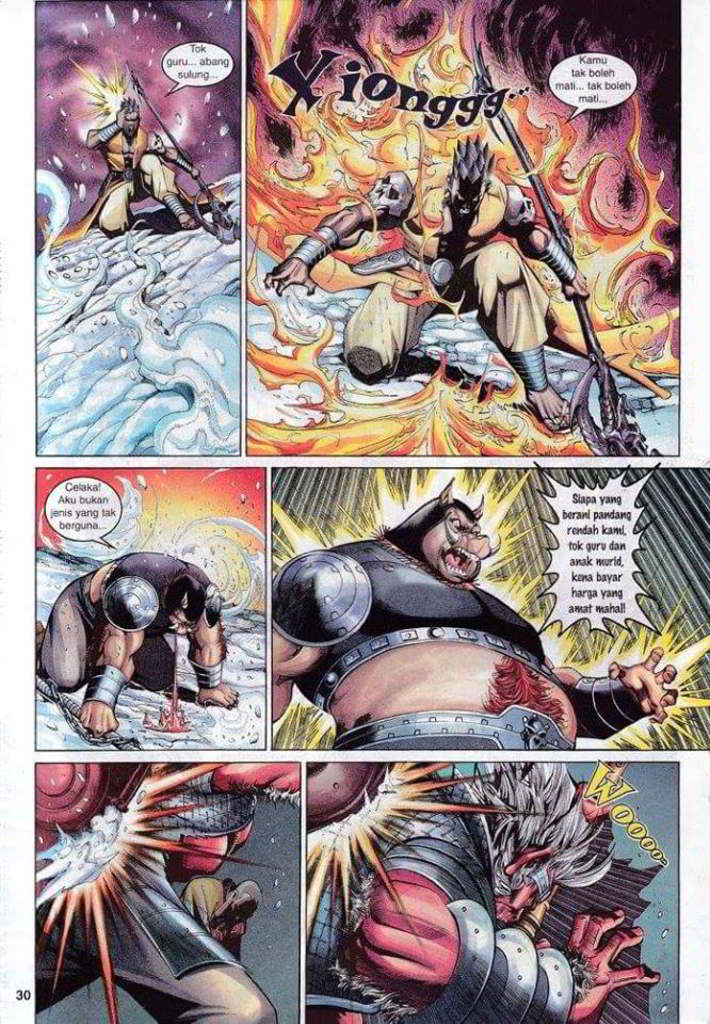 Tok
guru... abang
sulung...
Xionggg...
Kamu
tak boleh
mati... tak boleh
mati...
Celaka!
Aku bukan
jenis yang tak
berguna...
Siapa yang
berani pandang
rendah kami,
tok guru dan
anak murid,
kena bayar
harga yang
amat mahal!
Woooo...
30